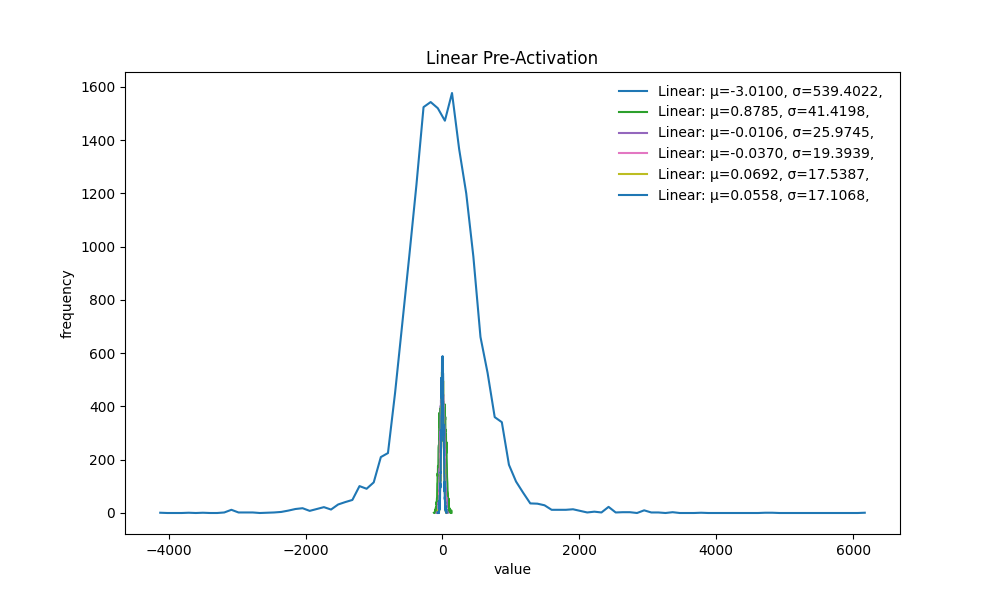 Linear Pre-Activation
1600
1400
1200
1000
800
600
400
200
0
frequency
Linear: μ=-3.0100, σ=539.4022,
Linear: μ=0.8785, σ=41.4198,
Linear: μ=-0.0106, σ=25.9745,
Linear: μ=-0.0370, σ=19.3939,
Linear: μ=0.0692, σ=17.5387,
Linear: μ=0.0558, σ=17.1068,
−4000 −2000 0 2000 4000 6000
value